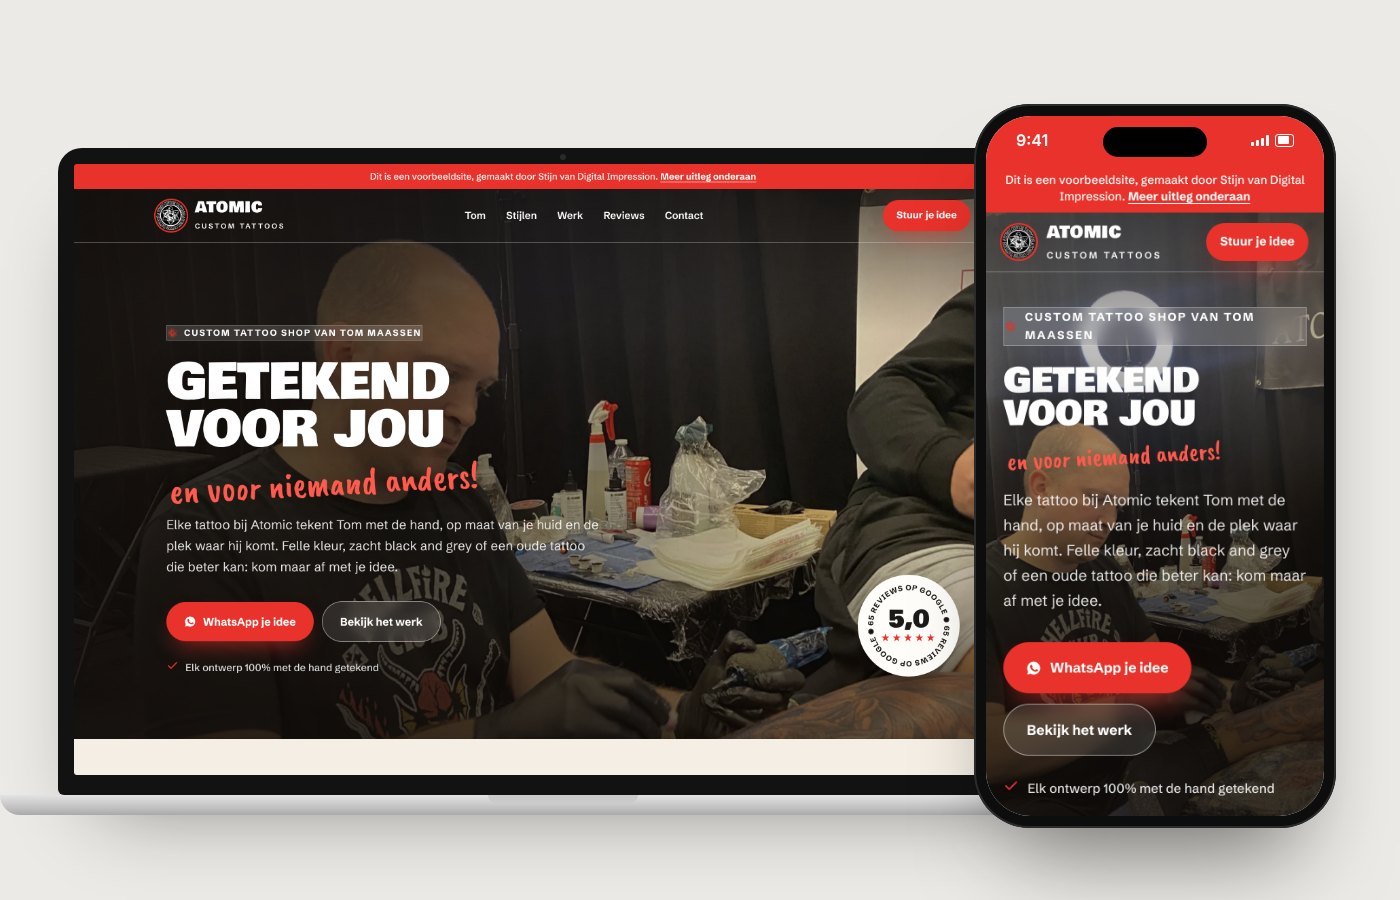 Dit is een voorbeeldsite, gemaakt door Stijn van Digital Impression. Meer uitleg onderaan
ATOMIC
CUSTOM TATTOOS
Tom
Stijlen
Werk
Reviews
Contact
Stuur je idee
CUSTOM TATTOO SHOP VAN TOM MAASSEN
GETEKEND
VOOR JOU
en voor niemand anders!
Elke tattoo bij Atomic tekent Tom met de hand, op maat van je huid en de
plek waar hij komt. Felle kleur, zacht black and grey of een oude tattoo
die beter kan: kom maar af met je idee.
WhatsApp je idee
Bekijk het werk
Elk ontwerp 100% met de hand getekend
HELLFIRE
CLUB
65 REVIEWS OP GOOGLE ● 65 REVIEWS OP GOOGLE ●
5,0
★★★★★
9:41
Dit is een voorbeeldsite, gemaakt door Stijn van Digital
Impression. Meer uitleg onderaan
ATOMIC
CUSTOM TATTOOS
Stuur je idee
CUSTOM TATTOO SHOP VAN TOM
MAASSEN
ATO
GETEKEND
VOOR JOU
en voor niemand anders!
Elke tattoo bij Atomic tekent Tom met de
hand, op maat van je huid en de plek waar
hij komt. Felle kleur, zacht black and grey
of een oude tattoo die beter kan: kom maar
af met je idee.
HELLFIRE
WhatsApp je idee
Bekijk het werk
Elk ontwerp 100% met de hand getekend